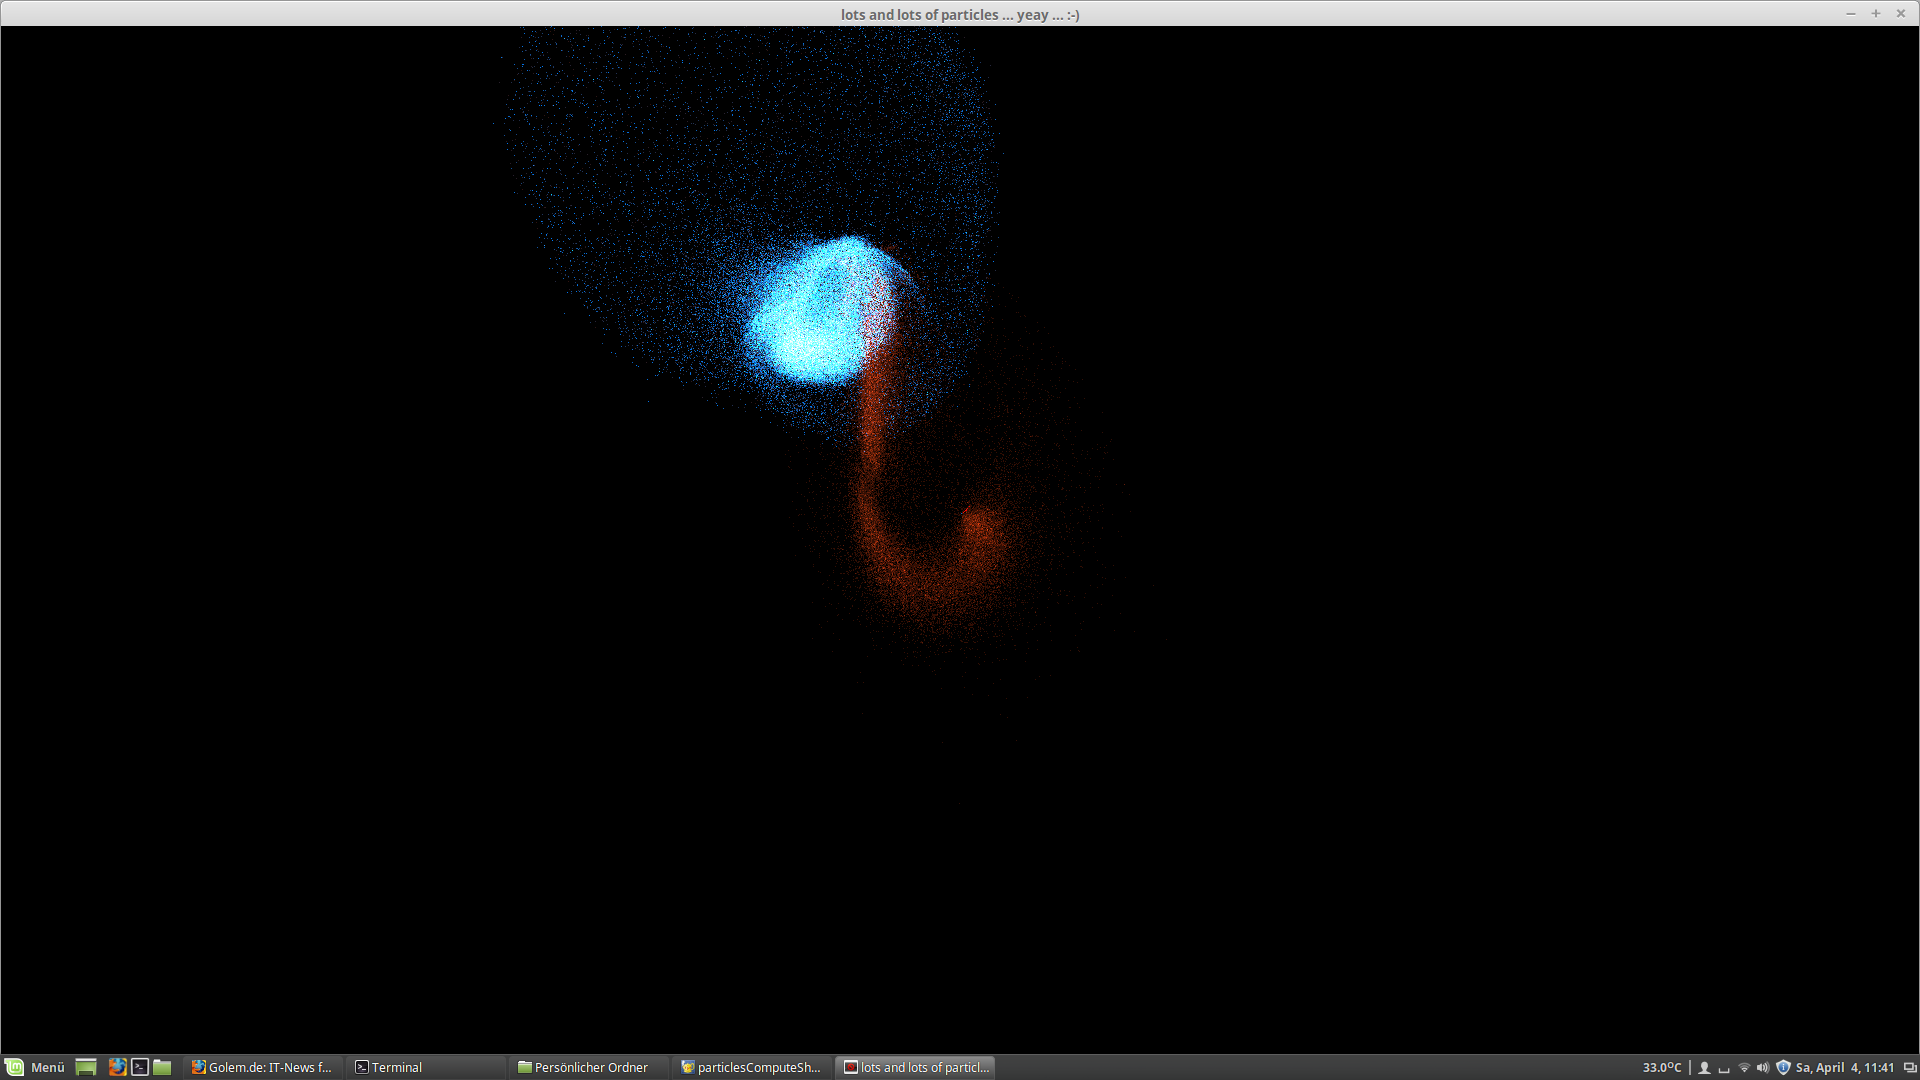 lots and lots of particles ... yeay ... :-)
Menü
Golem.de: IT-News f...
Terminal
Persönlicher Ordner
particlesComputeSh...
lots and lots of particl...
33.0°C
Sa, April 4, 11:41